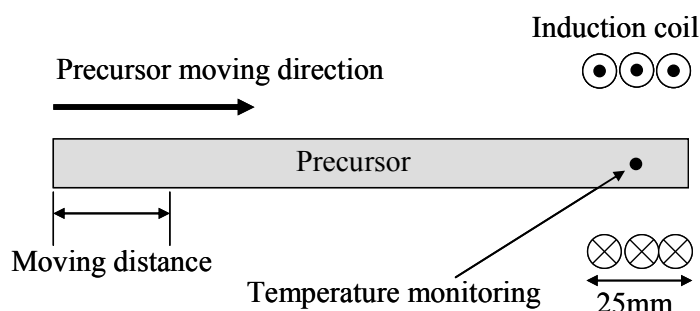 Induction coil
Precursor moving direction
Precursor
Moving distance
Temperature monitoring
25mm